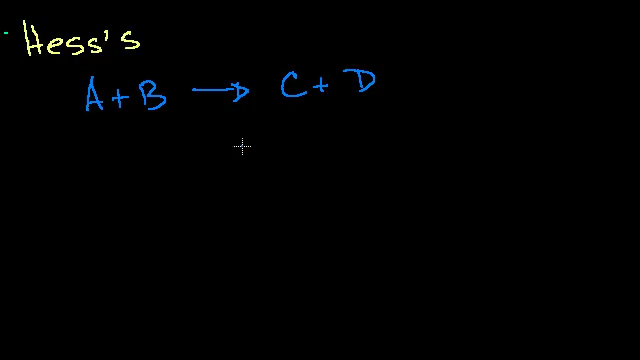 Hess's
A + B → C + D